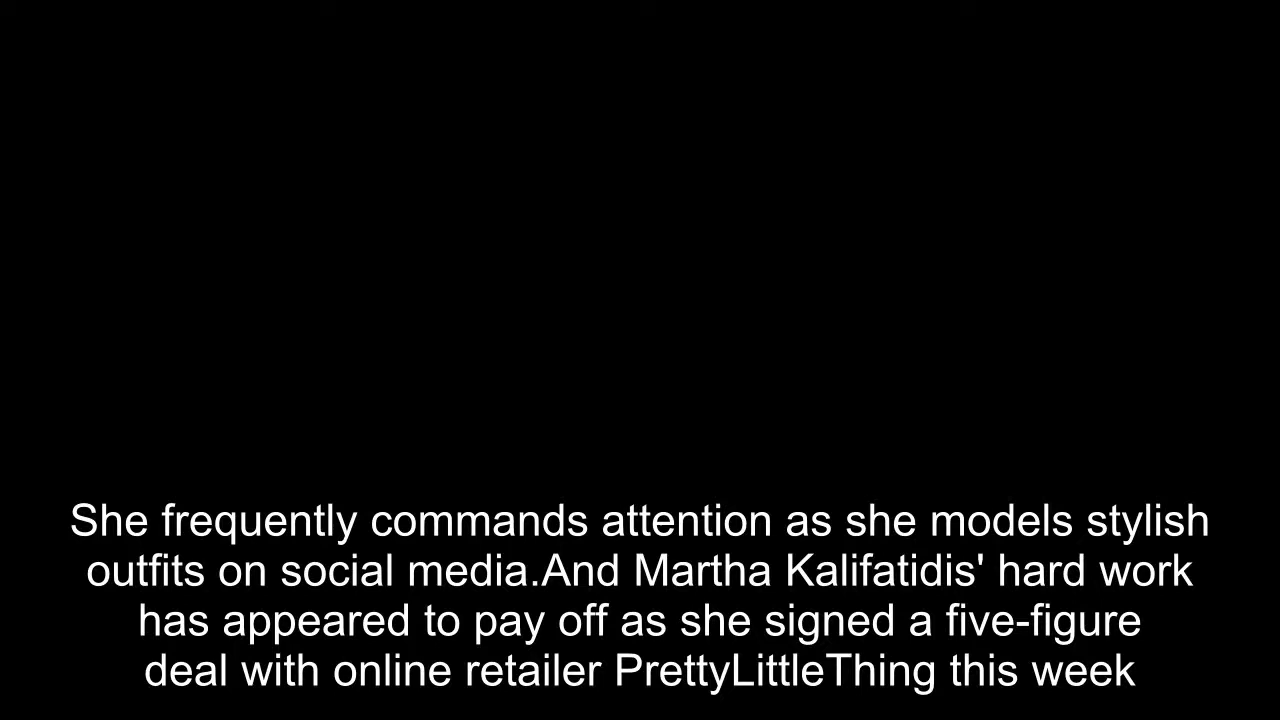 She frequently commands attention as she models stylish
outfits on social media.And Martha Kalifatidis' hard work
has appeared to pay off as she signed a five-figure
deal with online retailer PrettyLittleThing this week